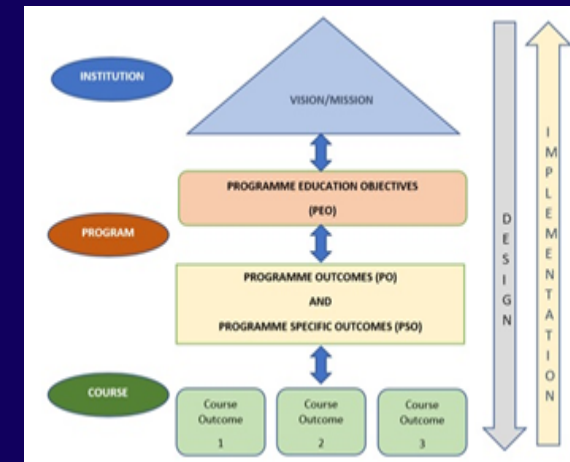 INSTITUTION
VISION/MISSION
PROGRAMME EDUCATION OBJECTIVES
(PEO)
PROGRAM
PROGRAMME OUTCOMES (PO)
AND
PROGRAMME SPECIFIC OUTCOMES (PSO)
COURSE
Course
Outcome
1
Course
Outcome
2
Course
Outcome
3
DESIGN
IMPLEMENTATION